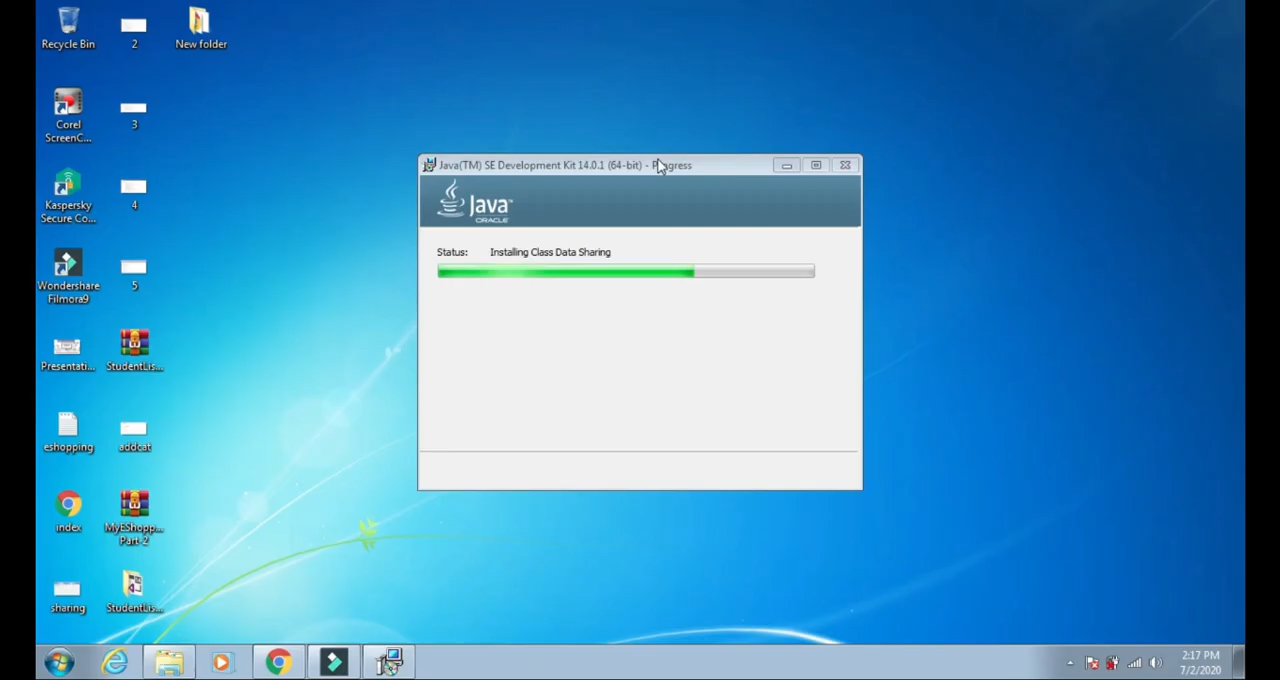 Recycle Bin
2
New folder
Corel
ScreenC...
3
Kaspersky
Secure Co...
4
Wondershare
Filmora9
5
Presentati...
StudentLis...
eshopping
addcat
index
MyEShopp...
Part-2
sharing
StudentLis...
Java(TM) SE Development Kit 14.0.1 (64-bit) - Progress
Java
ORACLE
Status: Installing Class Data Sharing
2:17 PM
7/2/2020